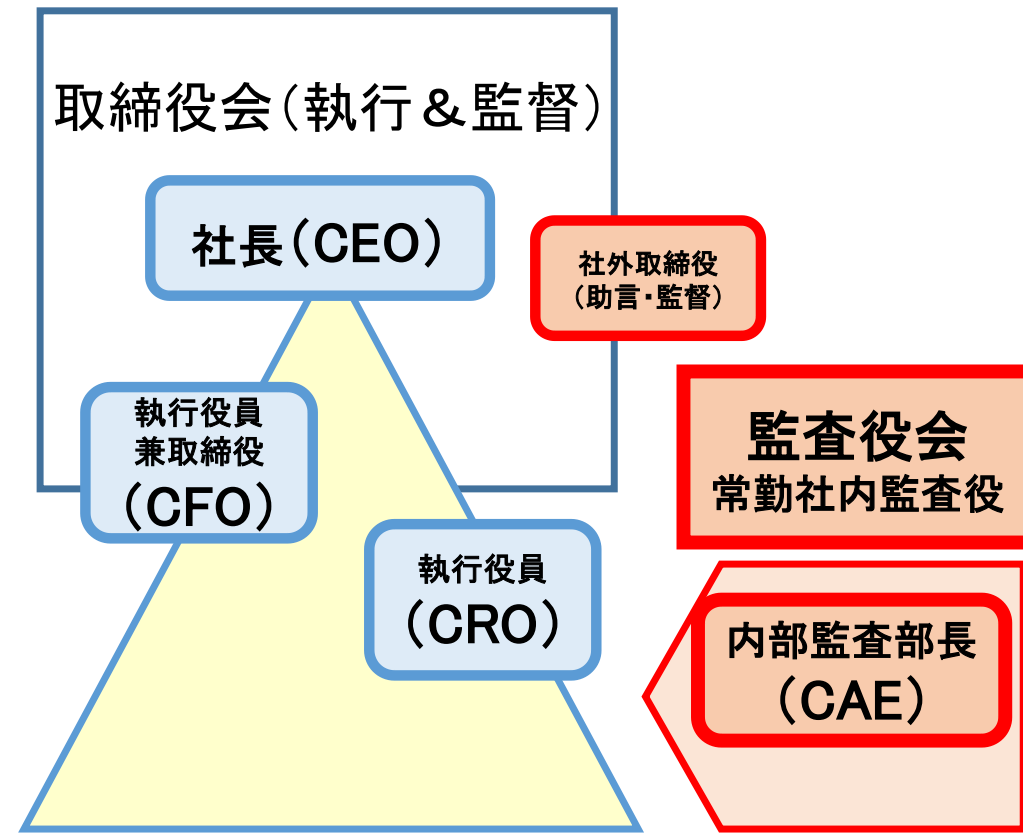 取締役会（執行＆監督）
社長（CEO）
社外取締役
（助言・監督）
執行役員
兼取締役
（CFO）
監査役会
常勤社内監査役
執行役員
（CRO）
内部監査部長
（CAE）